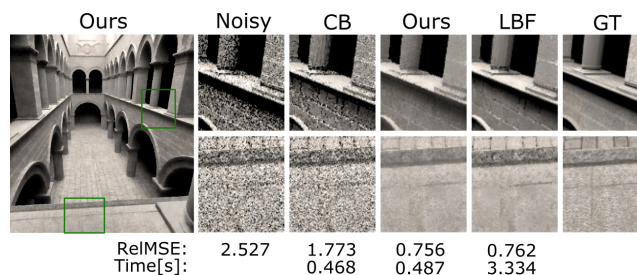 Ours Noisy CB Ours LBF GT
RelMSE: 2.527 1.773 0.756 0.762
Time[s]: 0.468 0.487 3.334